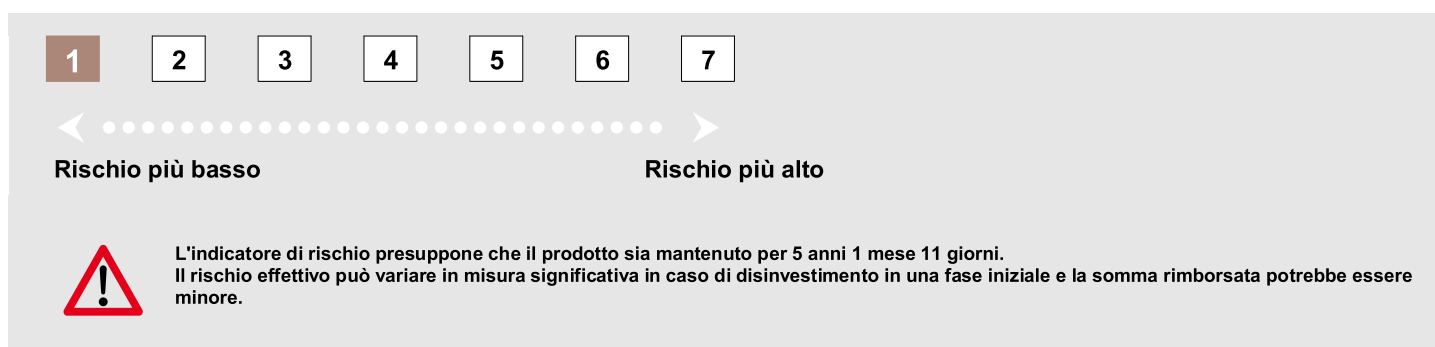 1 2 3 4 5 6 7
Rischio più basso Rischio più alto
L'indicatore di rischio presuppone che il prodotto sia mantenuto per 5 anni 1 mese 11 giorni.
Il rischio effettivo può variare in misura significativa in caso di disinvestimento in una fase iniziale e la somma rimborsata potrebbe essere
minore.